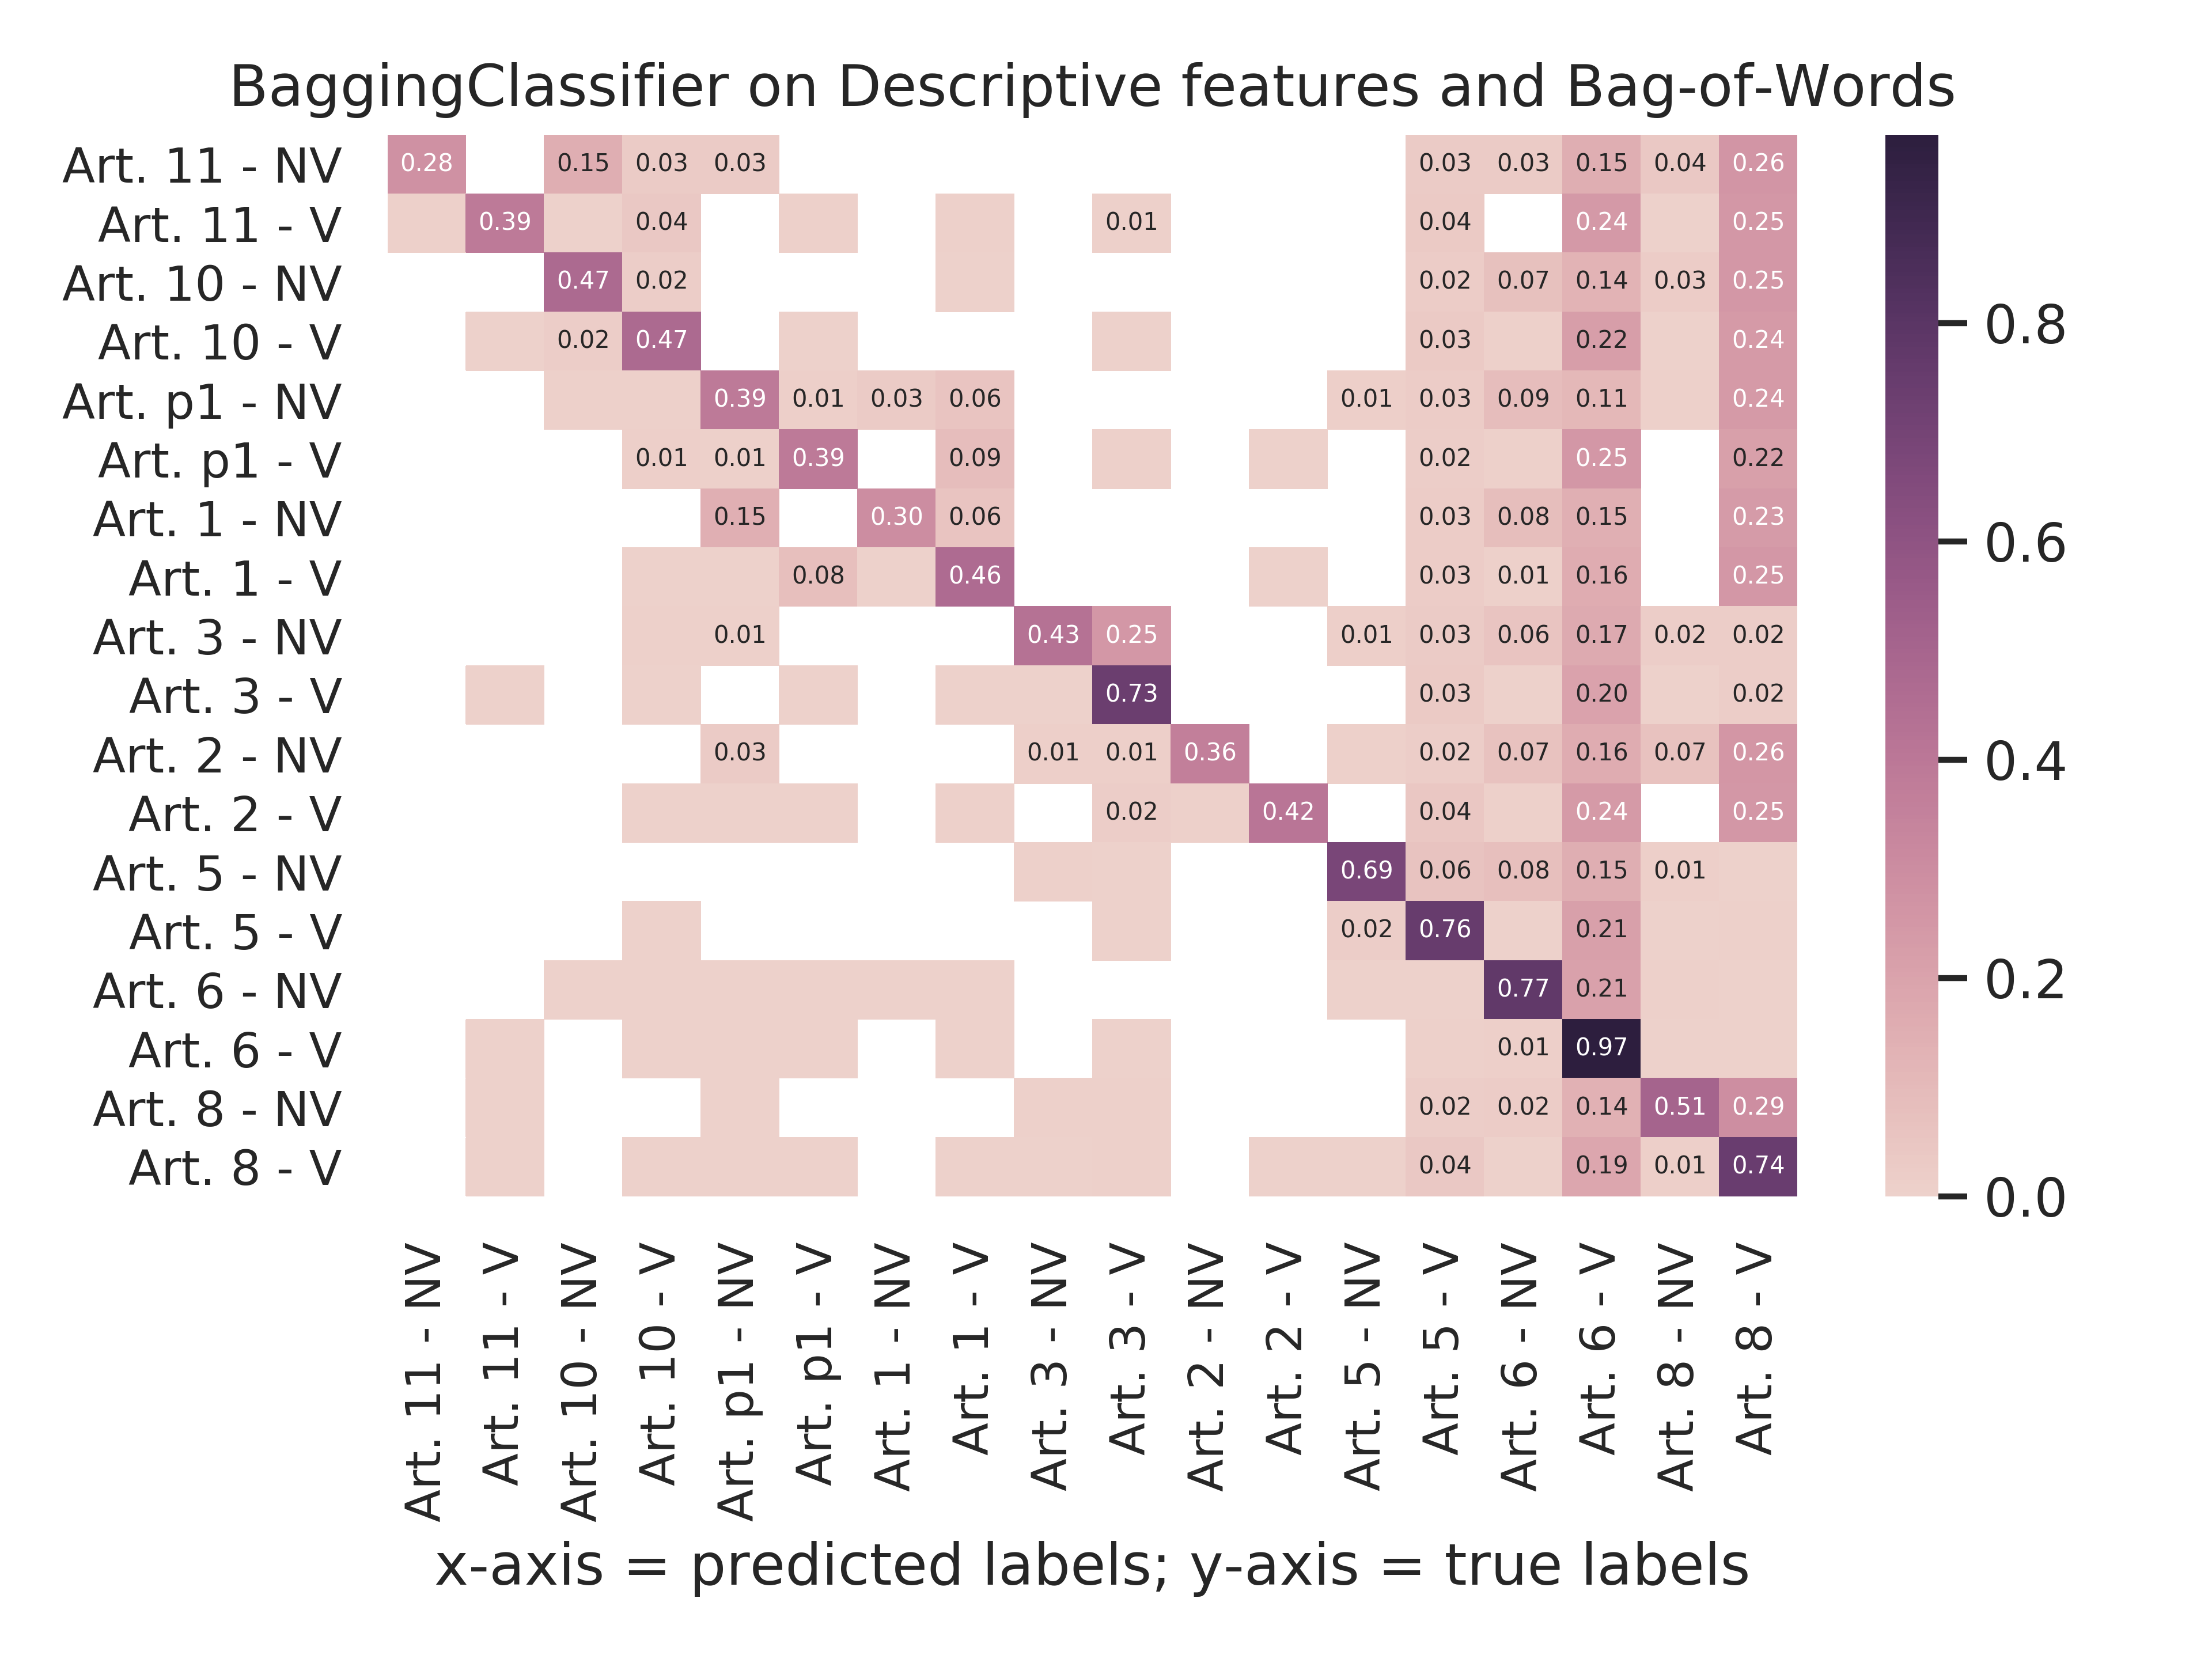 BaggingClassifier on Descriptive features and Bag-of-Words
Art. 11 - NV 0.28 0.15 0.03 0.03 0.03 0.03 0.15 0.04 0.26
Art. 11 - V 0.39 0.04 0.01 0.04 0.24 0.25
Art. 10 - NV 0.47 0.02 0.02 0.07 0.14 0.03 0.25
Art. 10 - V 0.02 0.47 0.03 0.22 0.24
Art. p1 - NV 0.39 0.01 0.03 0.06 0.01 0.03 0.09 0.11 0.24
Art. p1 - V 0.01 0.01 0.39 0.09 0.02 0.25 0.22
Art. 1 - NV 0.15 0.30 0.06 0.03 0.08 0.15 0.23
Art. 1 - V 0.08 0.46 0.03 0.01 0.16 0.25
Art. 3 - NV 0.01 0.43 0.25 0.01 0.03 0.06 0.17 0.02 0.02
Art. 3 - V 0.73 0.03 0.20 0.02
Art. 2 - NV 0.03 0.01 0.01 0.36 0.02 0.07 0.16 0.07 0.26
Art. 2 - V 0.02 0.42 0.04 0.24 0.25
Art. 5 - NV 0.69 0.06 0.08 0.15 0.01
Art. 5 - V 0.02 0.76 0.21
Art. 6 - NV 0.77 0.21
Art. 6 - V 0.01 0.97
Art. 8 - NV 0.02 0.02 0.14 0.51 0.29
Art. 8 - V 0.04 0.19 0.01 0.74
0.8
0.6
0.4
0.2
0.0
Art. 11 - NV
Art. 11 - V
Art. 10 - NV
Art. 10 - V
Art. p1 - NV
Art. p1 - V
Art. 1 - NV
Art. 1 - V
Art. 3 - NV
Art. 3 - V
Art. 2 - NV
Art. 2 - V
Art. 5 - NV
Art. 5 - V
Art. 6 - NV
Art. 6 - V
Art. 8 - NV
Art. 8 - V
x-axis = predicted labels; y-axis = true labels